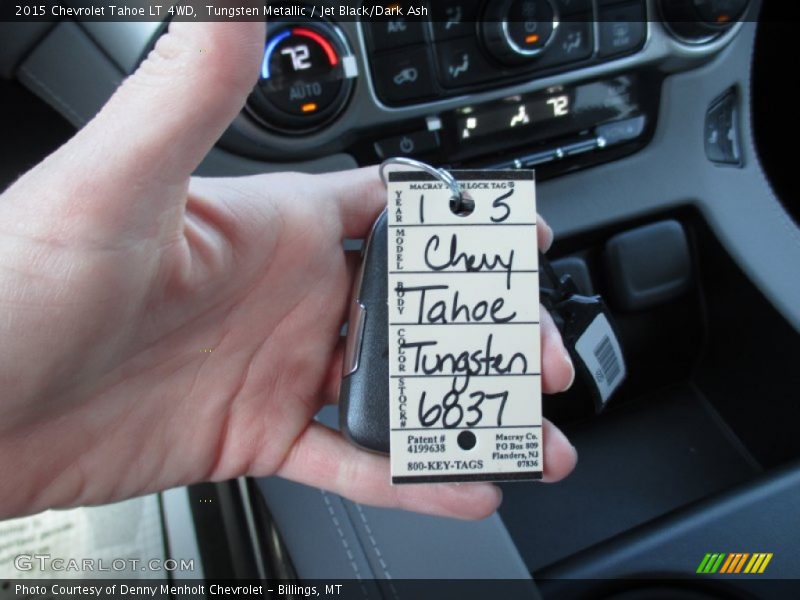 2015 Chevrolet Tahoe LT 4WD,  Tungsten Metallic / Jet Black/Dark Ash
A/C
72
AUTO
72
LOCK TAG
YEAR 1 5
MODEL Chevy
BODY Tahoe
COLOR Tungsten
STOCK# 6837
Patent #
4199638
800-KEY-TAGS
Macray Co.
PO Box 809
Flanders, NJ
07836
GTCarLot.com
Photo Courtesy of Denny Menholt Chevrolet - Billings, MT